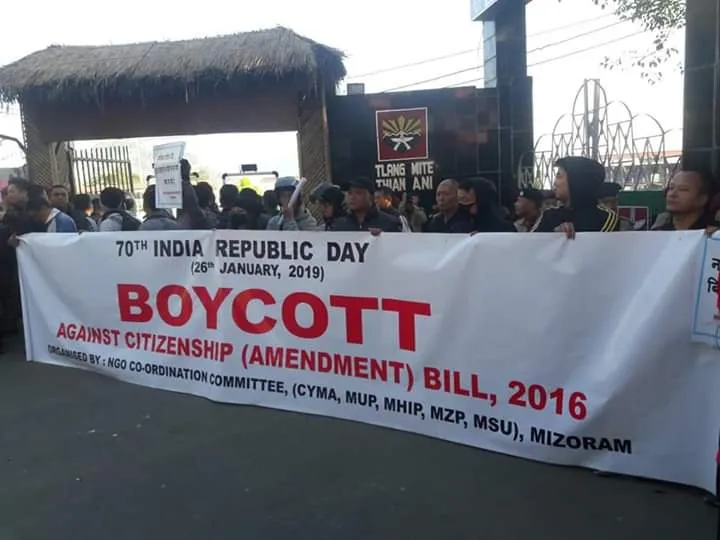 TLANG MITE
THIAN ANI
70TH INDIA REPUBLIC DAY
(26th JANUARY, 2019)
BOYCOTT
AGAINST CITIZENSHIP (AMENDMENT) BILL, 2016
ORGANISED BY : NGO CO-ORDINATION COMMITTEE, (CYMA, MUP, MHIP, MZP, MSU), MIZORAM